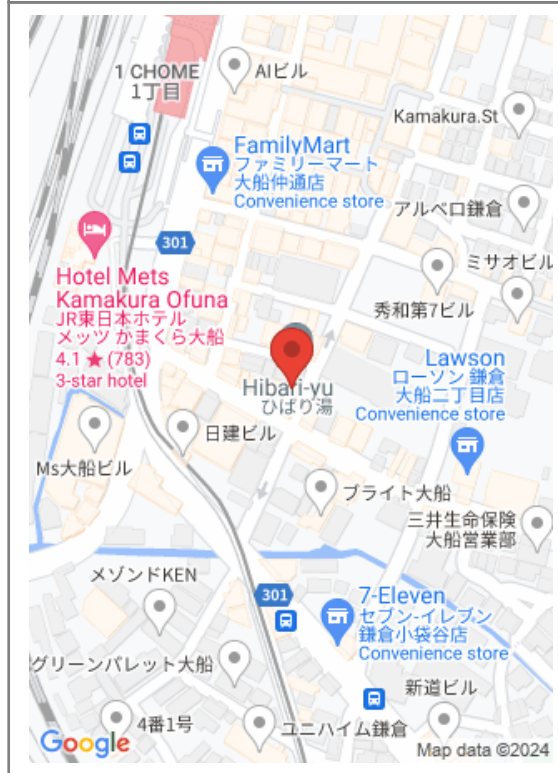 1 CHOME
1丁目
AIビル
Kamakura.St
FamilyMart
ファミリーマート
大船仲通店
Convenience store
アルベロ鎌倉
301
ミサオビル
Hotel Mets
Kamakura Ofuna
JR東日本ホテル
メッツ かまくら大船
4.1 ★ (783)
3-star hotel
秀和第7ビル
Lawson
ローソン 鎌倉
大船二丁目店
Convenience store
Hibari-yu
ひばり湯
日建ビル
Ms大船ビル
ブライト大船
三井生命保険
大船営業部
メゾンドKEN
301
7-Eleven
セブン-イレブン
鎌倉小袋谷店
Convenience store
グリーンパレット大船
新道ビル
4番1号
ユニハイム鎌倉
Google
Map data ©2024